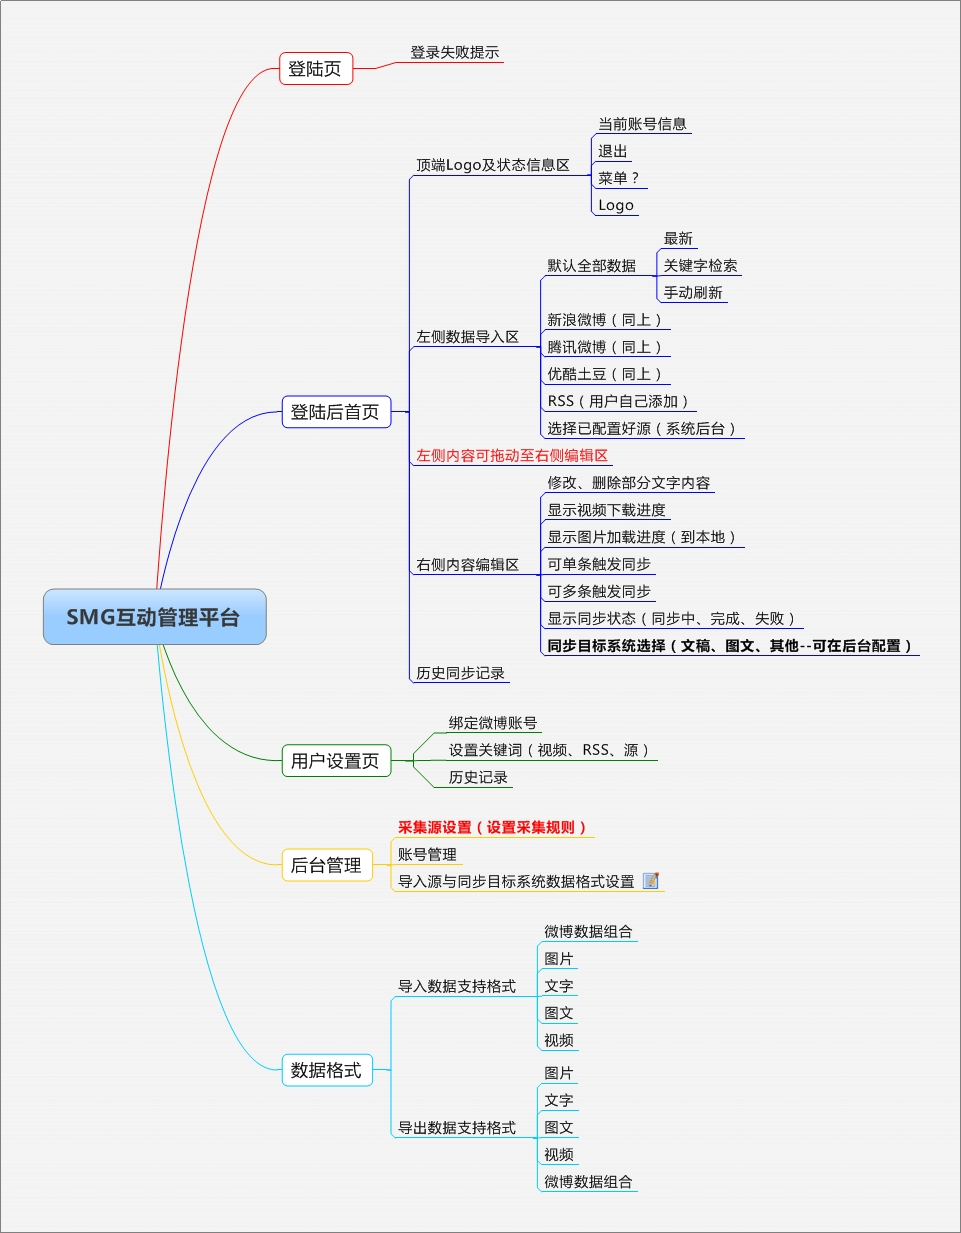 登陆页
登录失败提示
SMG互动管理平台
登陆后首页
顶端Logo及状态信息区
当前账号信息
退出
菜单？
Logo
左侧数据导入区
默认全部数据
最新
关键字检索
手动刷新
新浪微博（同上）
腾讯微博（同上）
优酷土豆（同上）
RSS（用户自己添加）
选择已配置好源（系统后台）
左侧内容可拖动至右侧编辑区
右侧内容编辑区
修改、删除部分文字内容
显示视频下载进度
显示图片加载进度（到本地）
可单条触发同步
可多条触发同步
显示同步状态（同步中、完成、失败）
同步目标系统选择（文稿、图文、其他--可在后台配置）
历史同步记录
用户设置页
绑定微博账号
设置关键词（视频、RSS、源）
历史记录
后台管理
采集源设置（设置采集规则）
账号管理
导入源与同步目标系统数据格式设置
数据格式
导入数据支持格式
微博数据组合
图片
文字
图文
视频
导出数据支持格式
图片
文字
图文
视频
微博数据组合